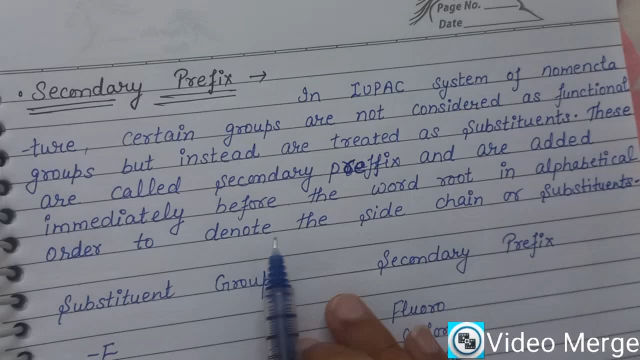 Page No.
Date
• Secondary Prefix →
In IUPAC system of nomencla
-ture, certain groups are not considered as functional
groups but instead are treated as substituents. These
are called secondary preffix and are added
immediately before the word root in alphabetical
order to denote the side chain or substituents.
Substituent Group Secondary Prefix
-F Fluoro
Video Merge